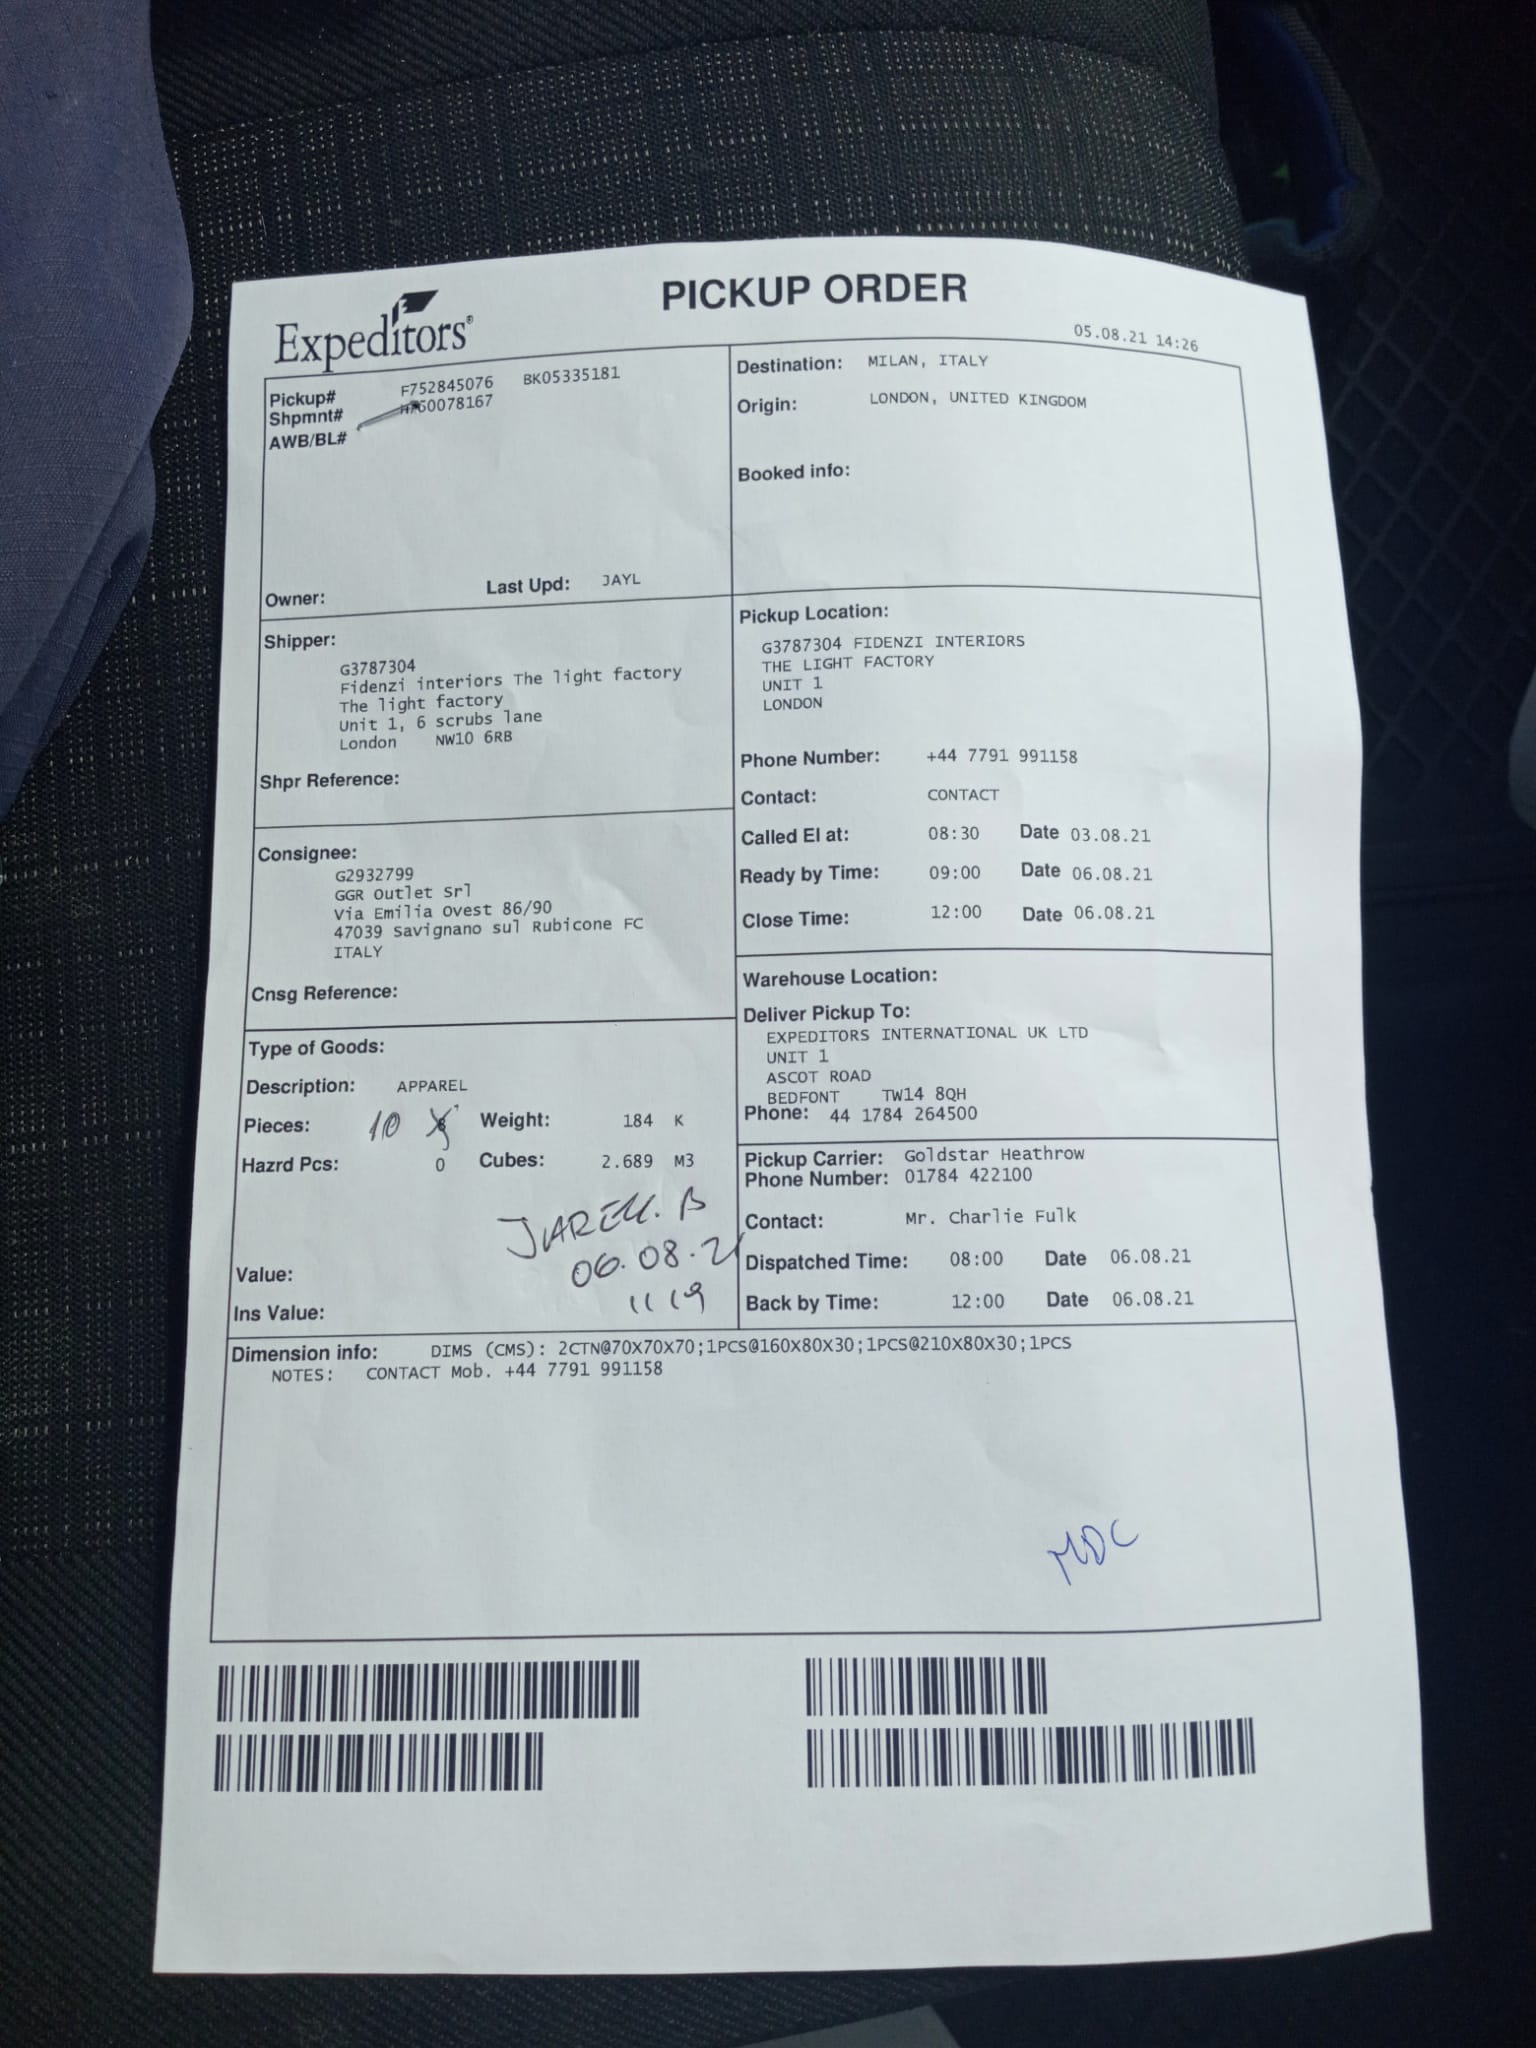 Expeditors®
PICKUP ORDER
05.08.21 14:26
Pickup# F752845076 BK05335181
Shpmnt# 60078167
AWB/BL#
Owner: Last Upd: JAYL
Destination: MILAN, ITALY
Origin: LONDON, UNITED KINGDOM
Booked info:
Shipper:
G3787304
Fidenzi interiors The light factory
The light factory
Unit 1, 6 scrubs lane
London NW10 6RB
Shpr Reference:
Pickup Location:
G3787304 FIDENZI INTERIORS
THE LIGHT FACTORY
UNIT 1
LONDON
Phone Number: +44 7791 991158
Contact: CONTACT
Called EI at: 08:30 Date 03.08.21
Ready by Time: 09:00 Date 06.08.21
Close Time: 12:00 Date 06.08.21
Consignee:
G2932799
GGR Outlet Srl
Via Emilia Ovest 86/90
47039 Savignano sul Rubicone FC
ITALY
Cnsg Reference:
Warehouse Location:
Deliver Pickup To:
EXPEDITORS INTERNATIONAL UK LTD
UNIT 1
ASCOT ROAD
BEDFONT TW14 8QH
Phone: 44 1784 264500
Type of Goods:
Description: APPAREL
Pieces: 10 Weight: 184 K
Hazrd Pcs: 0 Cubes: 2.689 M3
JAREK. B
06.08.21
11 19
Value:
Ins Value:
Pickup Carrier: Goldstar Heathrow
Phone Number: 01784 422100
Contact: Mr. Charlie Fulk
Dispatched Time: 08:00 Date 06.08.21
Back by Time: 12:00 Date 06.08.21
Dimension info: DIMS (CMS): 2CTN@70X70X70;1PCS@160X80X30;1PCS@210X80X30;1PCS
NOTES: CONTACT Mob. +44 7791 991158
MDC